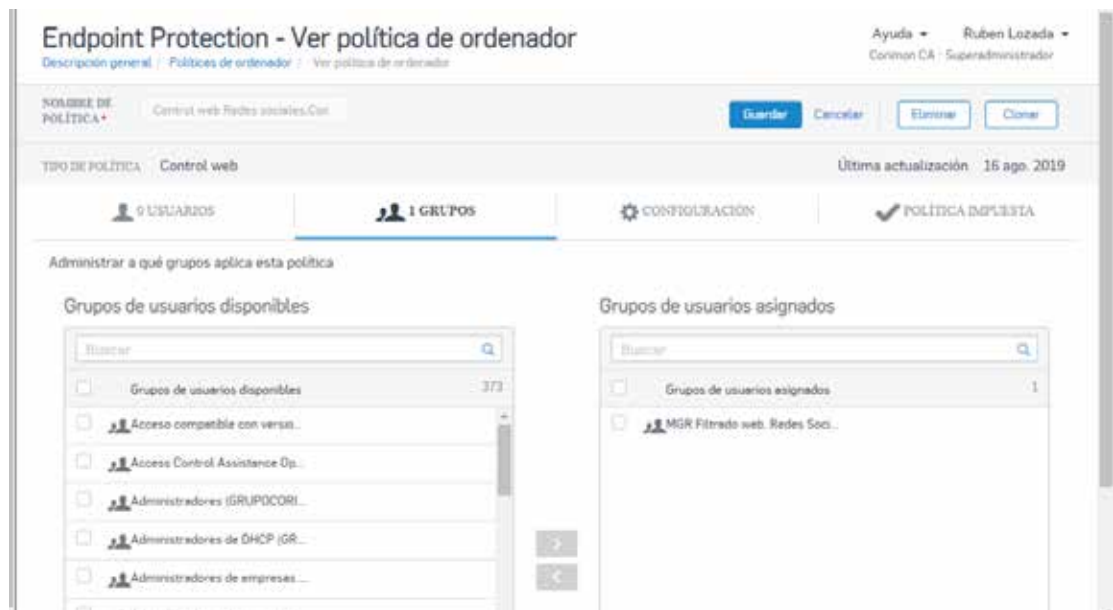 Endpoint Protection - Ver política de ordenador
Ayuda
Ruben Lozada
Descripción general / Políticas de ordenador / Ver política de ordenador
Corimon CA · Superadministrador
NOMBRE DE POLÍTICA*
Control web Redes sociales.Con
Guardar
Cancelar
Eliminar
Clonar
TIPO DE POLÍTICA
Control web
Última actualización 16 ago. 2019
USUARIOS
1 GRUPOS
CONFIGURACIÓN
POLÍTICA IMPUESTA
Administrar a qué grupos aplica esta política
Grupos de usuarios disponibles
Grupos de usuarios asignados
Buscar
Buscar
Grupos de usuarios disponibles
373
Grupos de usuarios asignados
1
Acceso compatible con versio...
MGR Filtrado web. Redes Soci...
Access Control Assistance Op...
Administradores (GRUPOCORI...
Administradores de DHCP (GR...
Administradores de empresas ...